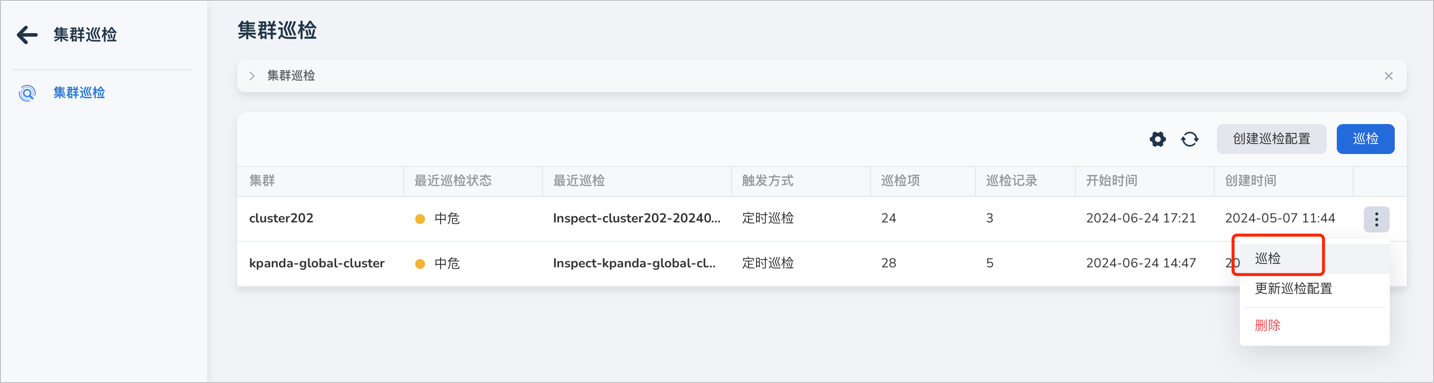 集群巡检
集群巡检
集群巡检
集群巡检
创建巡检配置 巡检
集群 最近巡检状态 最近巡检 触发方式 巡检项 巡检记录 开始时间 创建时间
cluster202 中危 Inspect-cluster202-20240... 定时巡检 24 3 2024-06-24 17:21 2024-05-07 11:44
kpanda-global-cluster 中危 Inspect-kpanda-global-cl... 定时巡检 28 5 2024-06-24 14:47 20
巡检
更新巡检配置
删除